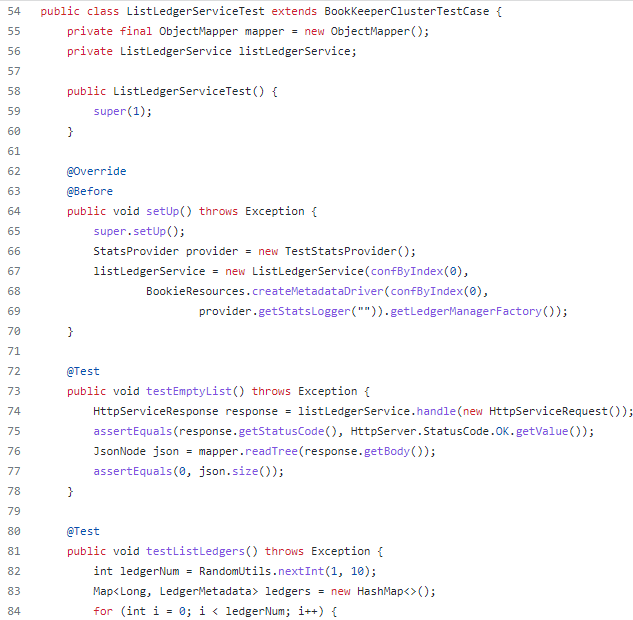 54 public class ListLedgerServiceTest extends BookKeeperClusterTestCase {
55 private final ObjectMapper mapper = new ObjectMapper();
56 private ListLedgerService listLedgerService;
57
58 public ListLedgerServiceTest() {
59 super(1);
60 }
61
62 @Override
63 @Before
64 public void setUp() throws Exception {
65 super.setUp();
66 StatsProvider provider = new TestStatsProvider();
67 listLedgerService = new ListLedgerService(confByIndex(0),
68 BookieResources.createMetadataDriver(confByIndex(0),
69 provider.getStatsLogger("")).getLedgerManagerFactory());
70 }
71
72 @Test
73 public void testEmptyList() throws Exception {
74 HttpServiceResponse response = listLedgerService.handle(new HttpServiceRequest());
75 assertEquals(response.getStatusCode(), HttpServer.StatusCode.OK.getValue());
76 JsonNode json = mapper.readTree(response.getBody());
77 assertEquals(0, json.size());
78 }
79
80 @Test
81 public void testListLedgers() throws Exception {
82 int ledgerNum = RandomUtils.nextInt(1, 10);
83 Map<Long, LedgerMetadata> ledgers = new HashMap<>();
84 for (int i = 0; i < ledgerNum; i++) {